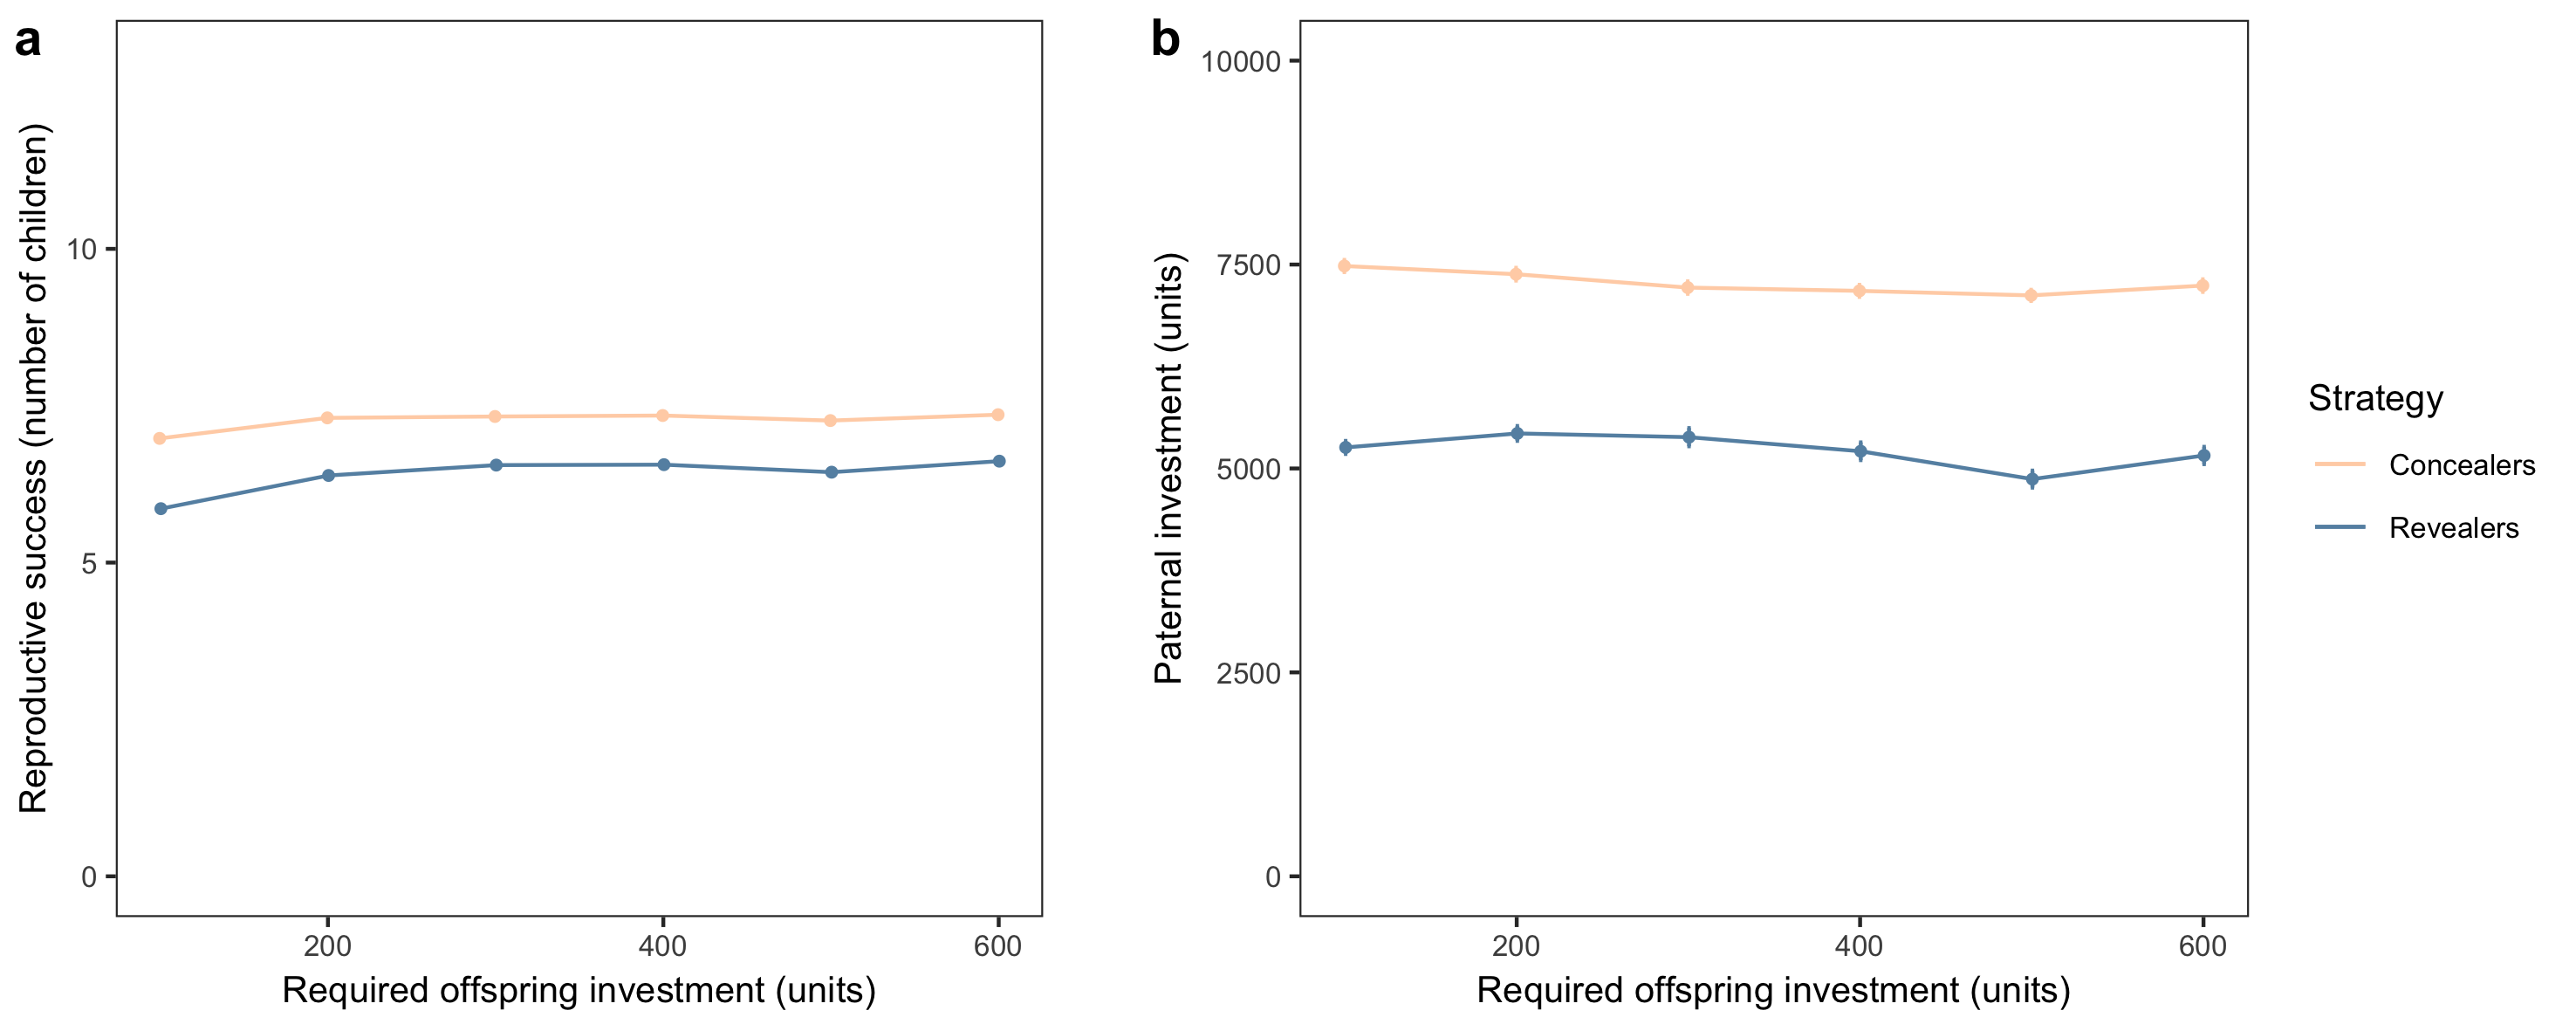 a
Reproductive success (number of children)
10
5
0
200 400 600
Required offspring investment (units)
b
Paternal investment (units)
10000
7500
5000
2500
0
200 400 600
Required offspring investment (units)
Strategy
Concealers
Revealers